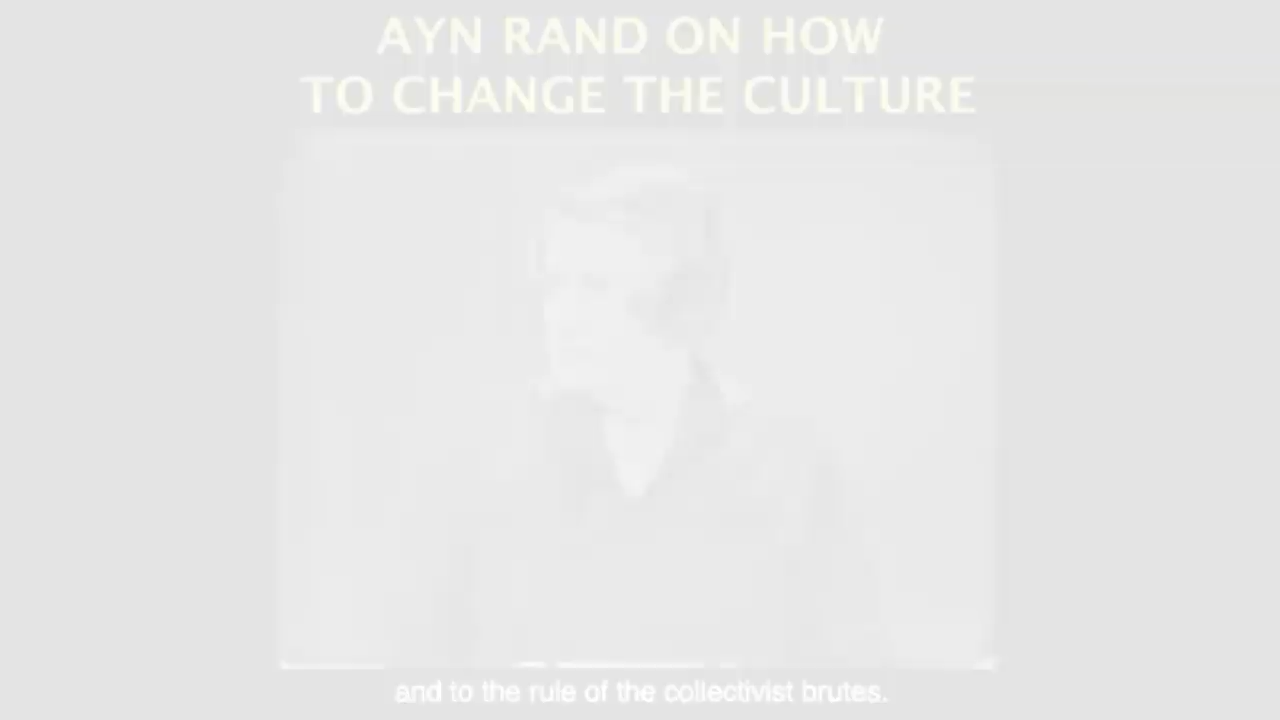 AYN RAND ON HOW
TO CHANGE THE CULTURE
and to the rule of the collectivist brutes.